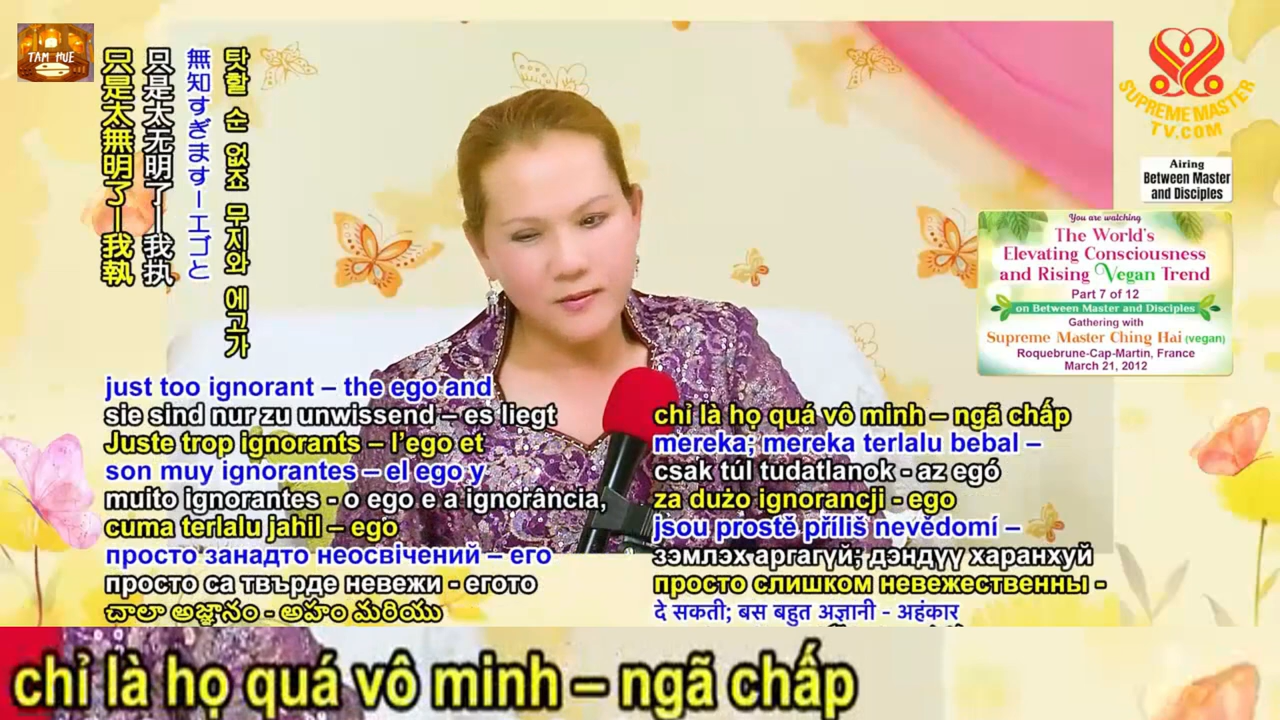 TAM HUE
只是太無明了—我執
只是太无明了—我执
無知すぎますーエゴと
탓할 순 없죠 무지와 에고가
SUPREME MASTER
TV.COM
Airing
Between Master
and Disciples
You are watching
The World's
Elevating Consciousness
and Rising Vegan Trend
Part 7 of 12
on Between Master and Disciples
Gathering with
Supreme Master Ching Hai (vegan)
Roquebrune-Cap-Martin, France
March 21, 2012
just too ignorant – the ego and
sie sind nur zu unwissend – es liegt
Juste trop ignorants – l'ego et
son muy ignorantes – el ego y
muito ignorantes - o ego e a ignorância,
cuma terlalu jahil – ego
просто занадто неосвічений – его
просто са твърде невежи - егото
చాలా అజ్ఞానం - అహం మరియు
chỉ là họ quá vô minh – ngã chấp
mereka; mereka terlalu bebal –
csak túl tudatlanok - az egó
za dużo ignorancji - ego
jsou prostě příliš nevědomí –
зэмлэх аргагүй; дэндүү харанхуй
просто слишком невежественны -
दे सकती; बस बहुत अज्ञानी - अहंकार
chỉ là họ quá vô minh – ngã chấp